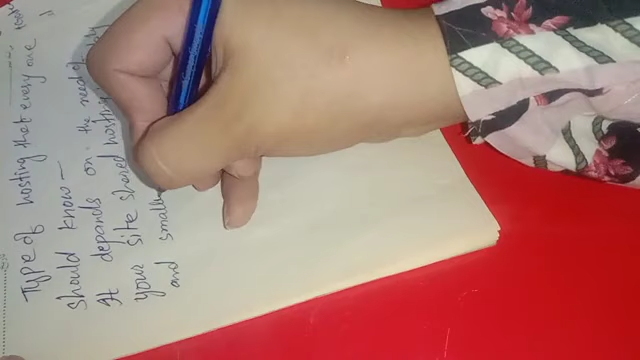 Type of hosting that every one
should know -
It depands on the need of
your site shared hosting
and small